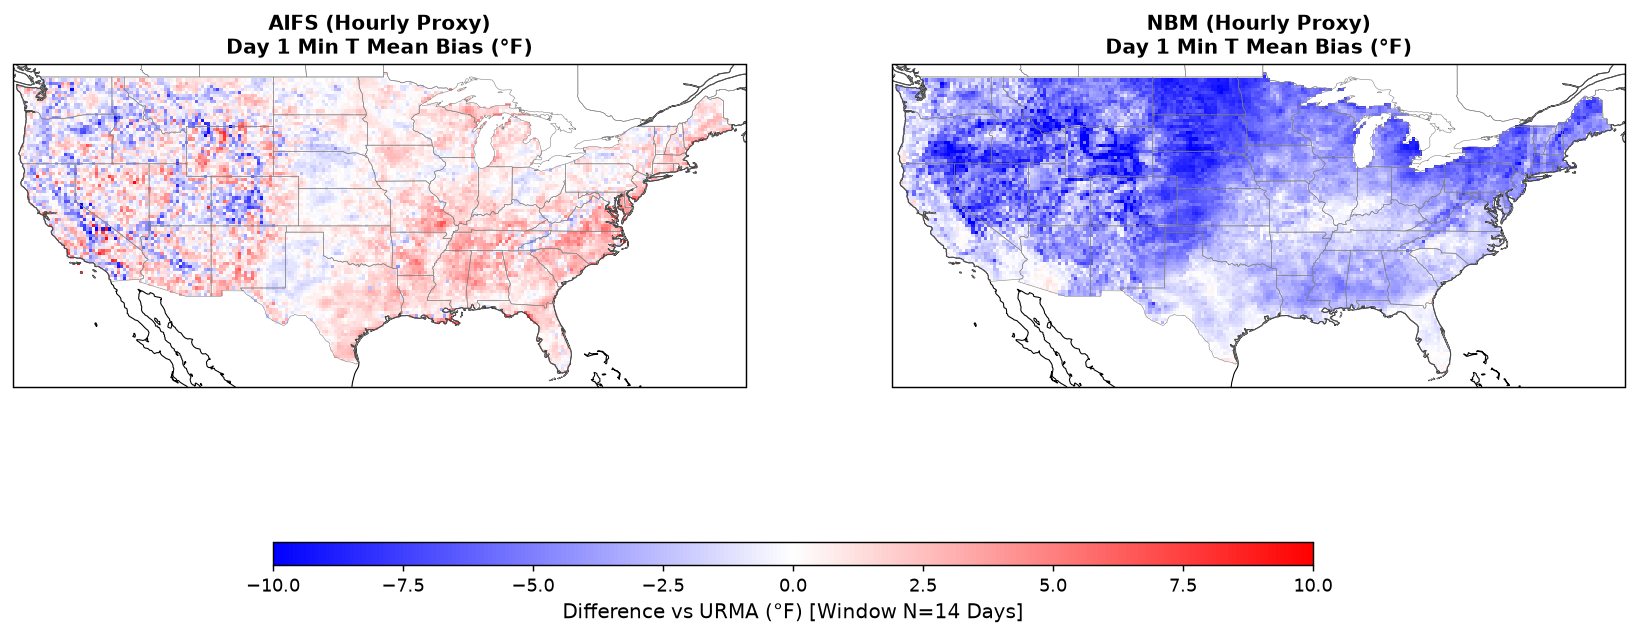 AIFS (Hourly Proxy)
Day 1 Min T Mean Bias (°F)
NBM (Hourly Proxy)
Day 1 Min T Mean Bias (°F)
−10.0 −7.5 −5.0 −2.5 0.0 2.5 5.0 7.5 10.0
Difference vs URMA (°F) [Window N=14 Days]